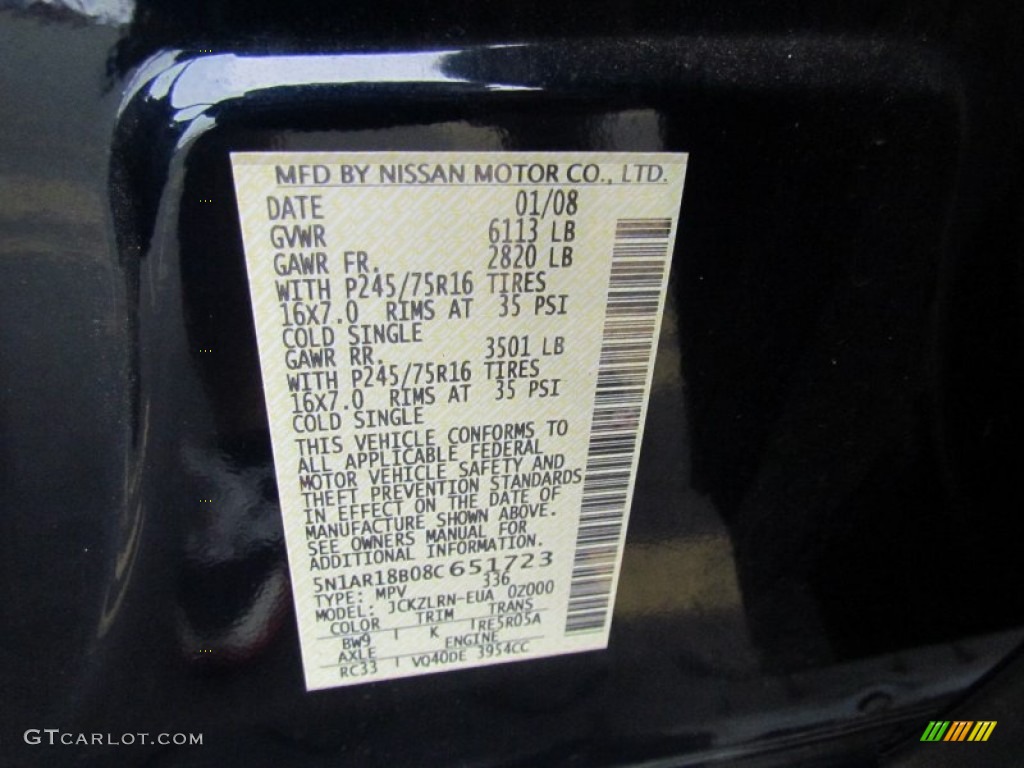 MFD BY NISSAN MOTOR CO., LTD.
DATE 01/08
GVWR 6113 LB
GAWR FR. 2820 LB
WITH P245/75R16 TIRES
16X7.0 RIMS AT 35 PSI
COLD SINGLE
GAWR RR. 3501 LB
WITH P245/75R16 TIRES
16X7.0 RIMS AT 35 PSI
COLD SINGLE
THIS VEHICLE CONFORMS TO
ALL APPLICABLE FEDERAL
MOTOR VEHICLE SAFETY AND
THEFT PREVENTION STANDARDS
IN EFFECT ON THE DATE OF
MANUFACTURE SHOWN ABOVE.
SEE OWNERS MANUAL FOR
ADDITIONAL INFORMATION.
5N1AR18B08C651723
TYPE: MPV 336
MODEL: JCKZLRN-EUA 0Z000
COLOR TRIM TRANS
BW9 K RE5R05A
AXLE ENGINE
RC33 VQ40DE 3954CC
GTCARLOT.COM